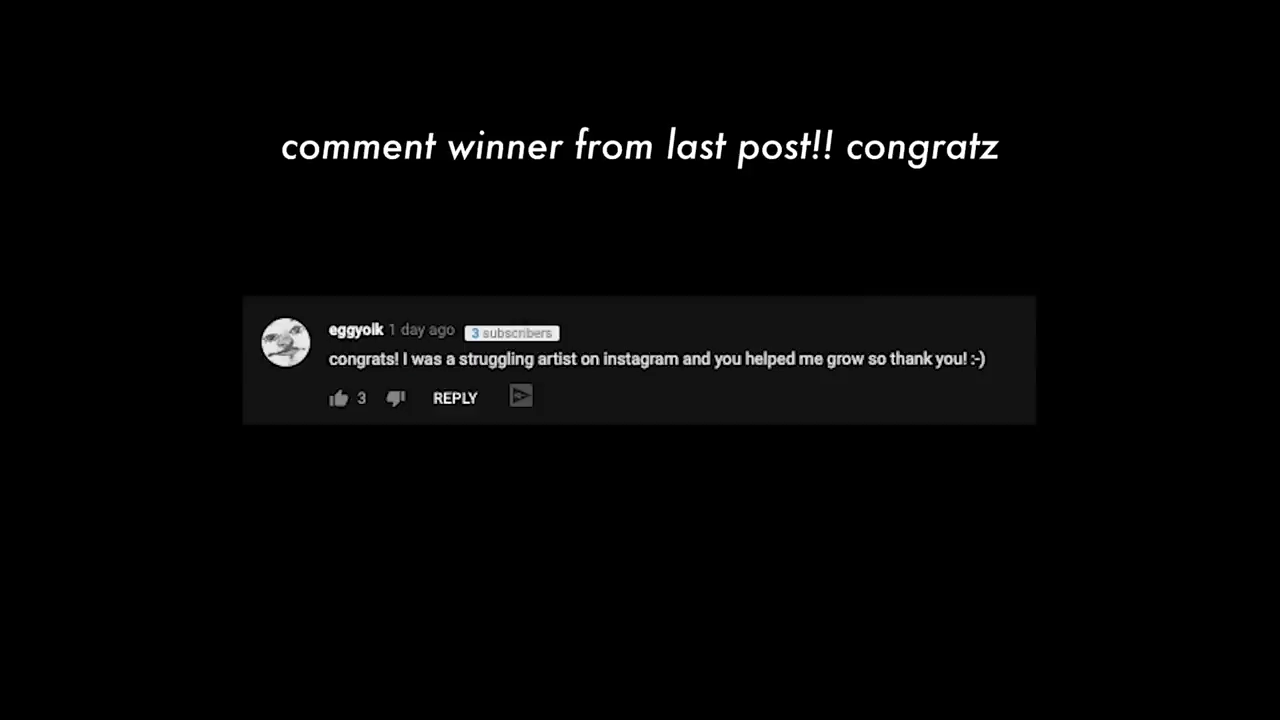 comment winner from last post!! congratz
eggyolk 1 day ago 3 subscribers
congrats! I was a struggling artist on instagram and you helped me grow so thank you! :-)
3 REPLY